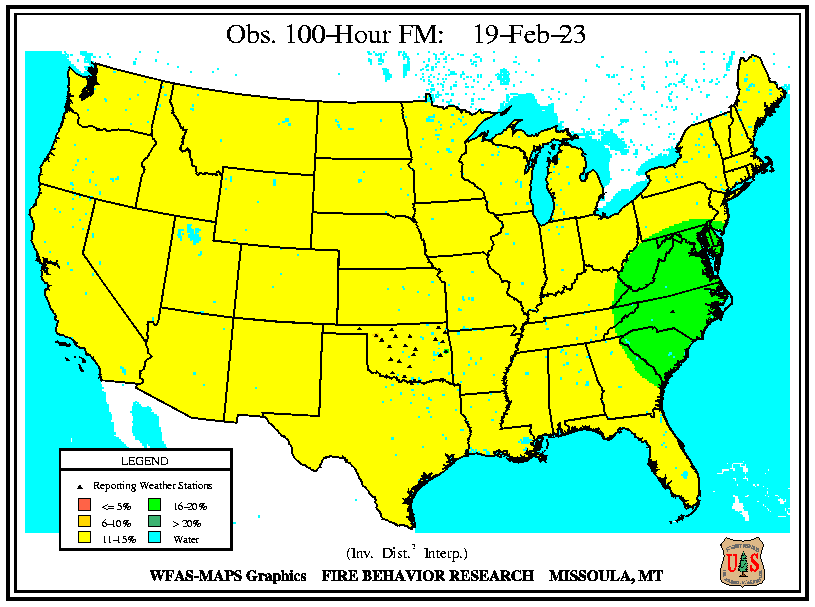 Obs. 100-Hour FM: 19-Feb-23
LEGEND
Reporting Weather Stations
<= 5% 16-20%
6-10% > 20%
11-15% Water
(Inv. Dist.² Interp.)
WFAS-MAPS Graphics FIRE BEHAVIOR RESEARCH MISSOULA, MT
U S